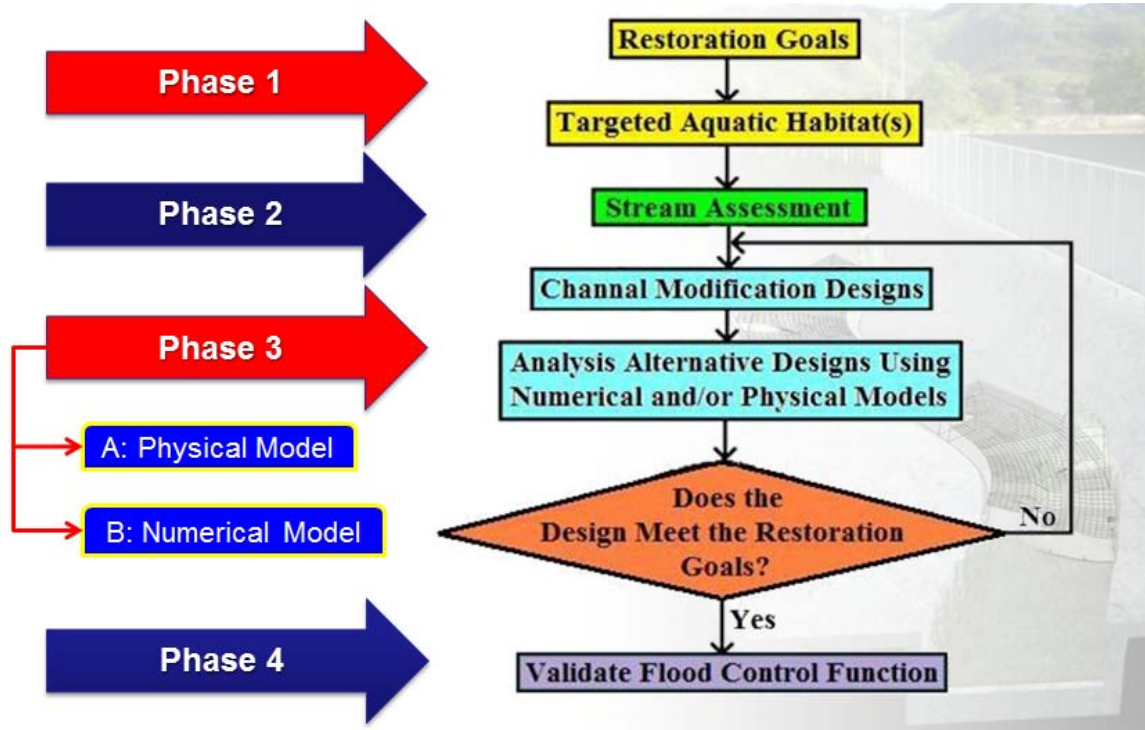 Phase 1
Phase 2
Phase 3
A: Physical Model
B: Numerical Model
Phase 4
Restoration Goals
Targeted Aquatic Habitat(s)
Stream Assessment
Channal Modification Designs
Analysis Alternative Designs Using
Numerical and/or Physical Models
Does the
Design Meet the Restoration
Goals?
No
Yes
Validate Flood Control Function